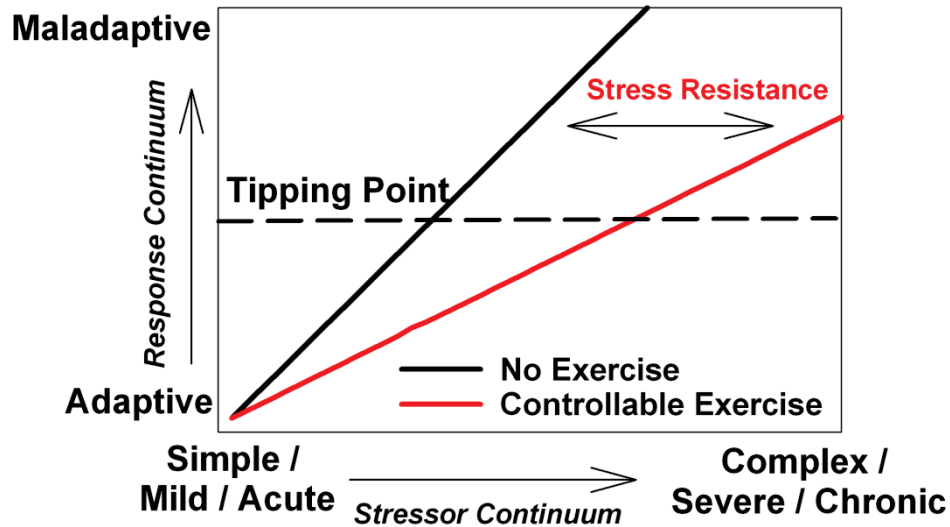 Maladaptive
Response Continuum
Stress Resistance
Tipping Point
No Exercise
Controllable Exercise
Adaptive
Simple /
Mild / Acute
Stressor Continuum
Complex /
Severe / Chronic